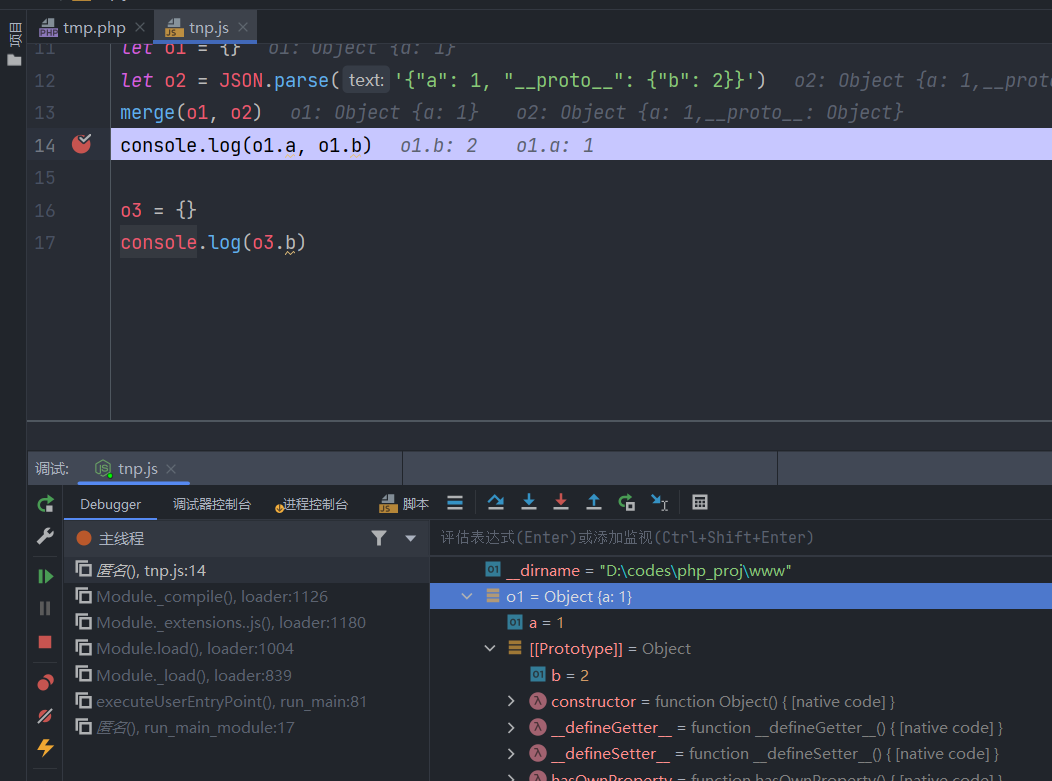 项目
tmp.php
tnp.js
11 let o1 = {} o1: Object {a: 1}
12 let o2 = JSON.parse( text: '{"a": 1, "__proto__": {"b": 2}}') o2: Object {a: 1,__proto
13 merge(o1, o2) o1: Object {a: 1} o2: Object {a: 1,__proto__: Object}
14 console.log(o1.a, o1.b) o1.b: 2 o1.a: 1
15
16 o3 = {}
17 console.log(o3.b)
调试: tnp.js
Debugger 调试器控制台 进程控制台 脚本
主线程
评估表达式(Enter)或添加监视(Ctrl+Shift+Enter)
匿名(), tnp.js:14
Module._compile(), loader:1126
Module._extensions..js(), loader:1180
Module.load(), loader:1004
Module._load(), loader:839
executeUserEntryPoint(), run_main:81
匿名(), run_main_module:17
01 __dirname = "D:\codes\php_proj\www"
o1 = Object {a: 1}
01 a = 1
[[Prototype]] = Object
01 b = 2
λ constructor = function Object() { [native code] }
λ __defineGetter__ = function __defineGetter__() { [native code] }
λ __defineSetter__ = function __defineSetter__() { [native code] }
λ hasOwnProperty = function hasOwnProperty() { [native code] }